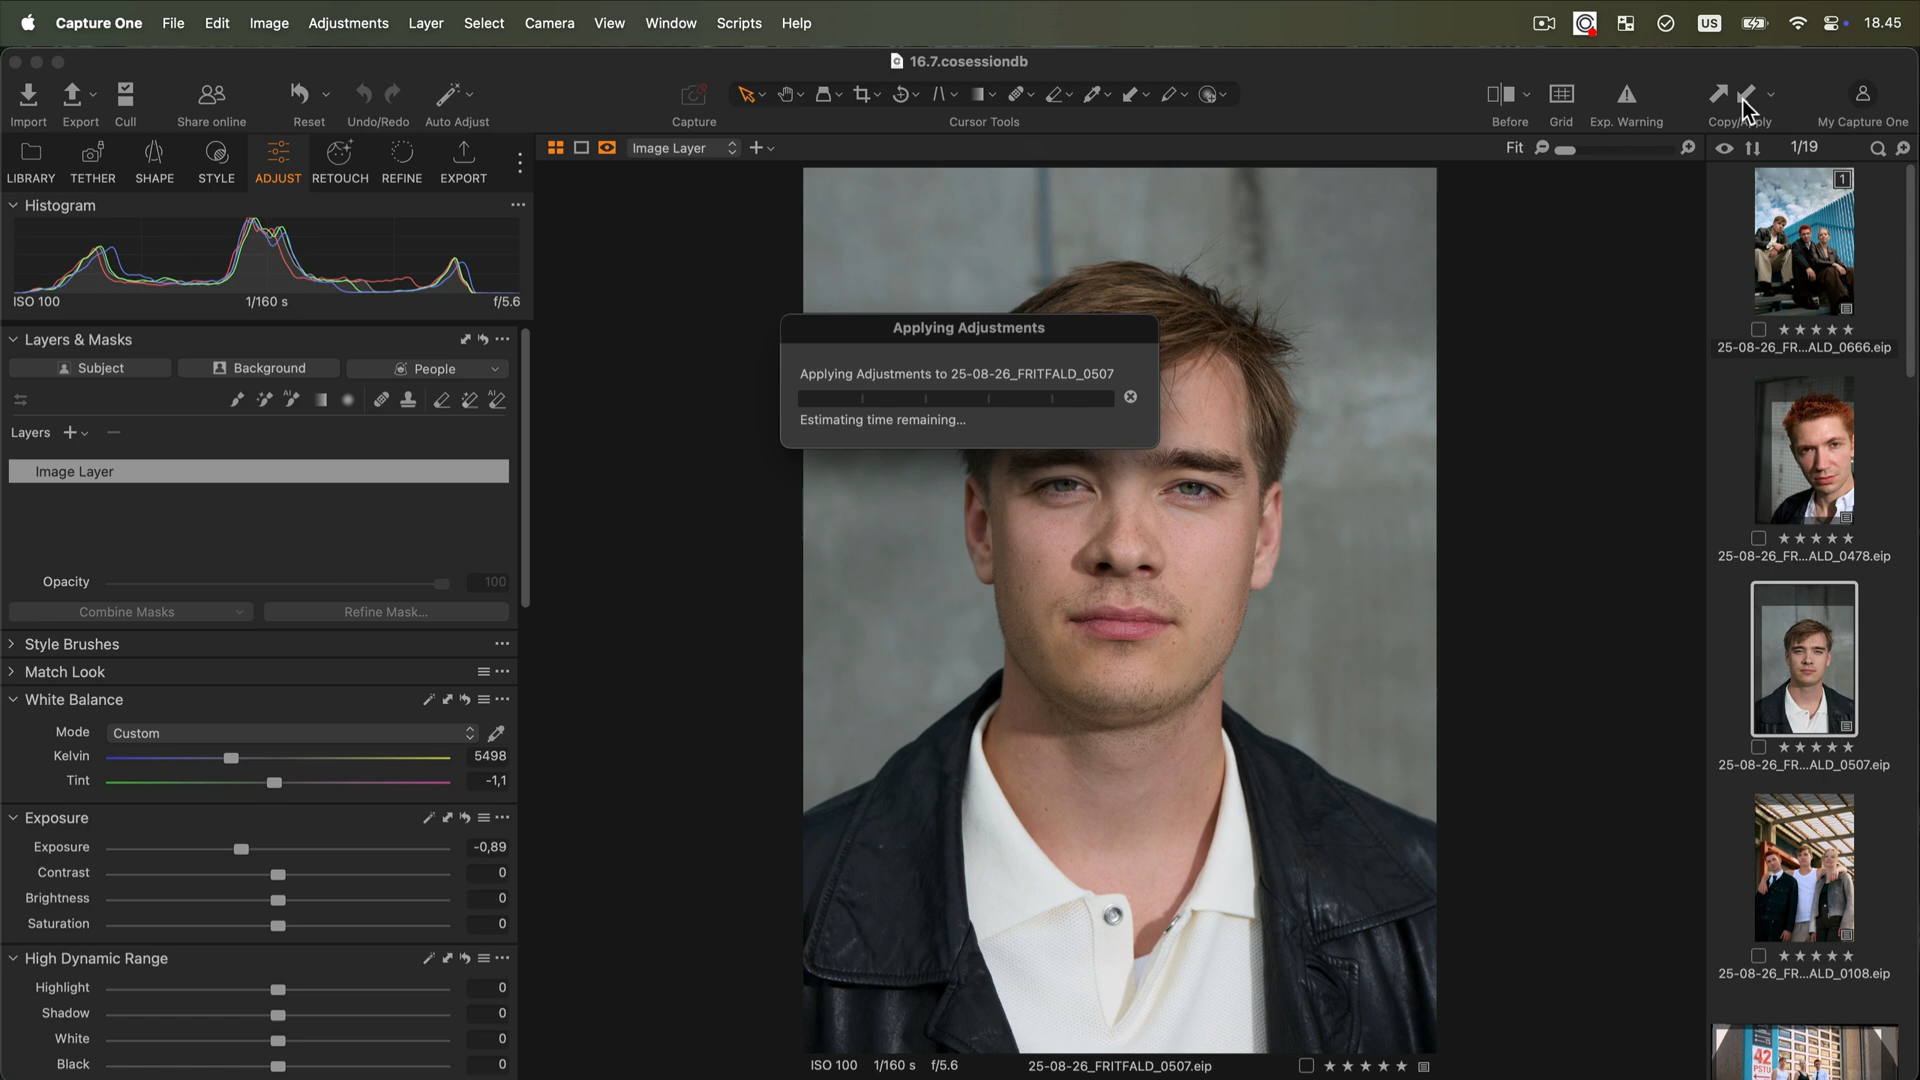 Capture One File Edit Image Adjustments Layer Select Camera View Window Scripts Help US 18.45
16.7.cosessiondb
Import Export Cull Share online Reset Undo/Redo Auto Adjust Capture Cursor Tools Before Grid Exp. Warning Copy/Apply My Capture One
LIBRARY TETHER SHAPE STYLE ADJUST RETOUCH REFINE EXPORT
Image Layer
Fit
1/19
Histogram
ISO 100 1/160 s f/5.6
Layers & Masks
Subject Background People
AI AI
Layers
Image Layer
Opacity 100
Combine Masks Refine Mask...
Style Brushes
Match Look
White Balance
Mode Custom
Kelvin 5498
Tint -1,1
Exposure
Exposure -0,89
Contrast 0
Brightness 0
Saturation 0
High Dynamic Range
Highlight 0
Shadow 0
White 0
Black 0
Applying Adjustments
Applying Adjustments to 25-08-26_FRITFALD_0507
Estimating time remaining...
ISO 100 1/160 s f/5.6 25-08-26_FRITFALD_0507.eip
1
25-08-26_FR...ALD_0666.eip
25-08-26_FR...ALD_0478.eip
25-08-26_FR...ALD_0507.eip
25-08-26_FR...ALD_0108.eip
42
PSTU